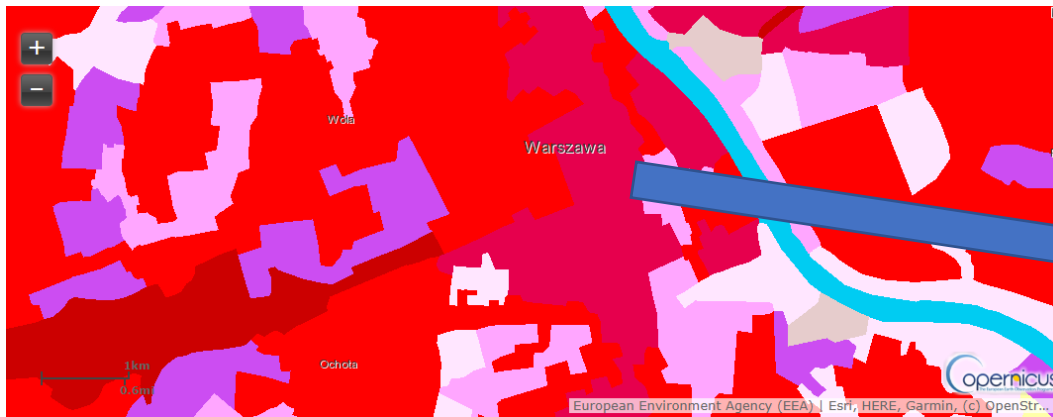 +
−
Wola
Warszawa
1km
0.6mi
Ochota
opernicus
European Environment Agency (EEA) | Esri, HERE, Garmin, (c) OpenStr...